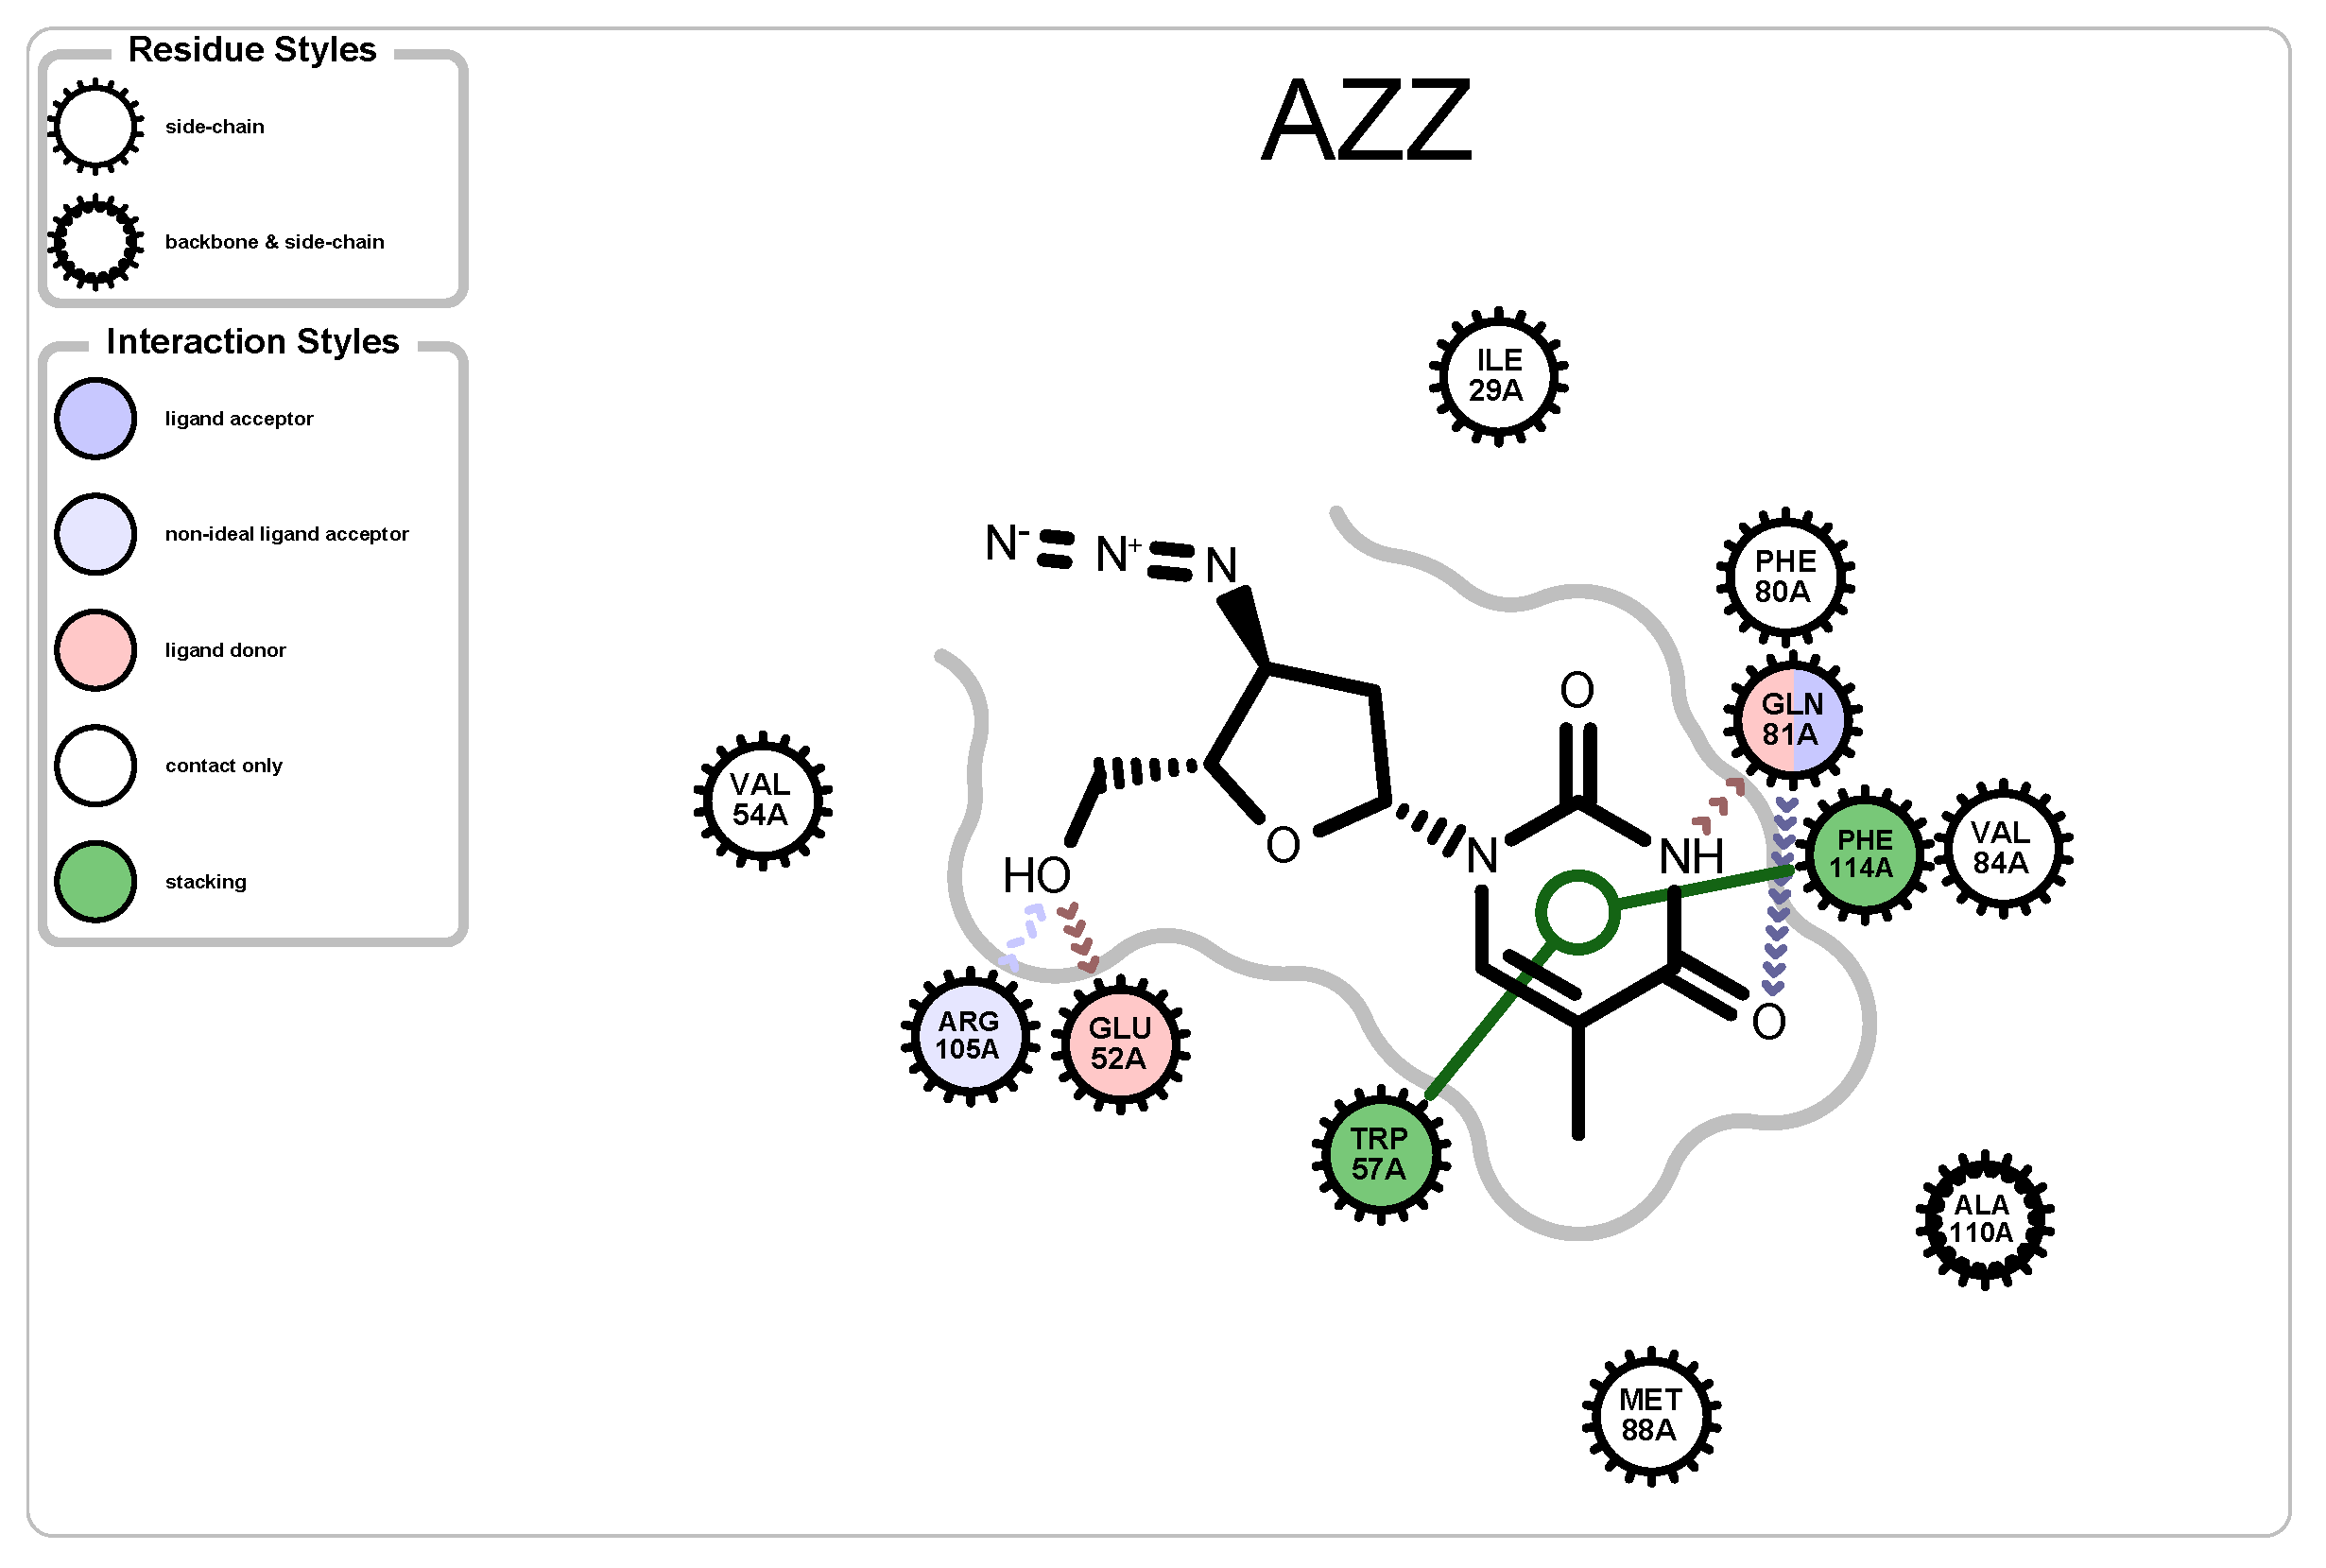 Residue Styles
side-chain
backbone & side-chain
Interaction Styles
ligand acceptor
non-ideal ligand acceptor
ligand donor
contact only
stacking
AZZ
ILE
29A
N-
N+
N
PHE
80A
O
GLN
81A
VAL
54A
O
N
NH
PHE
114A
VAL
84A
HO
ARG
105A
GLU
52A
O
TRP
57A
ALA
110A
MET
88A